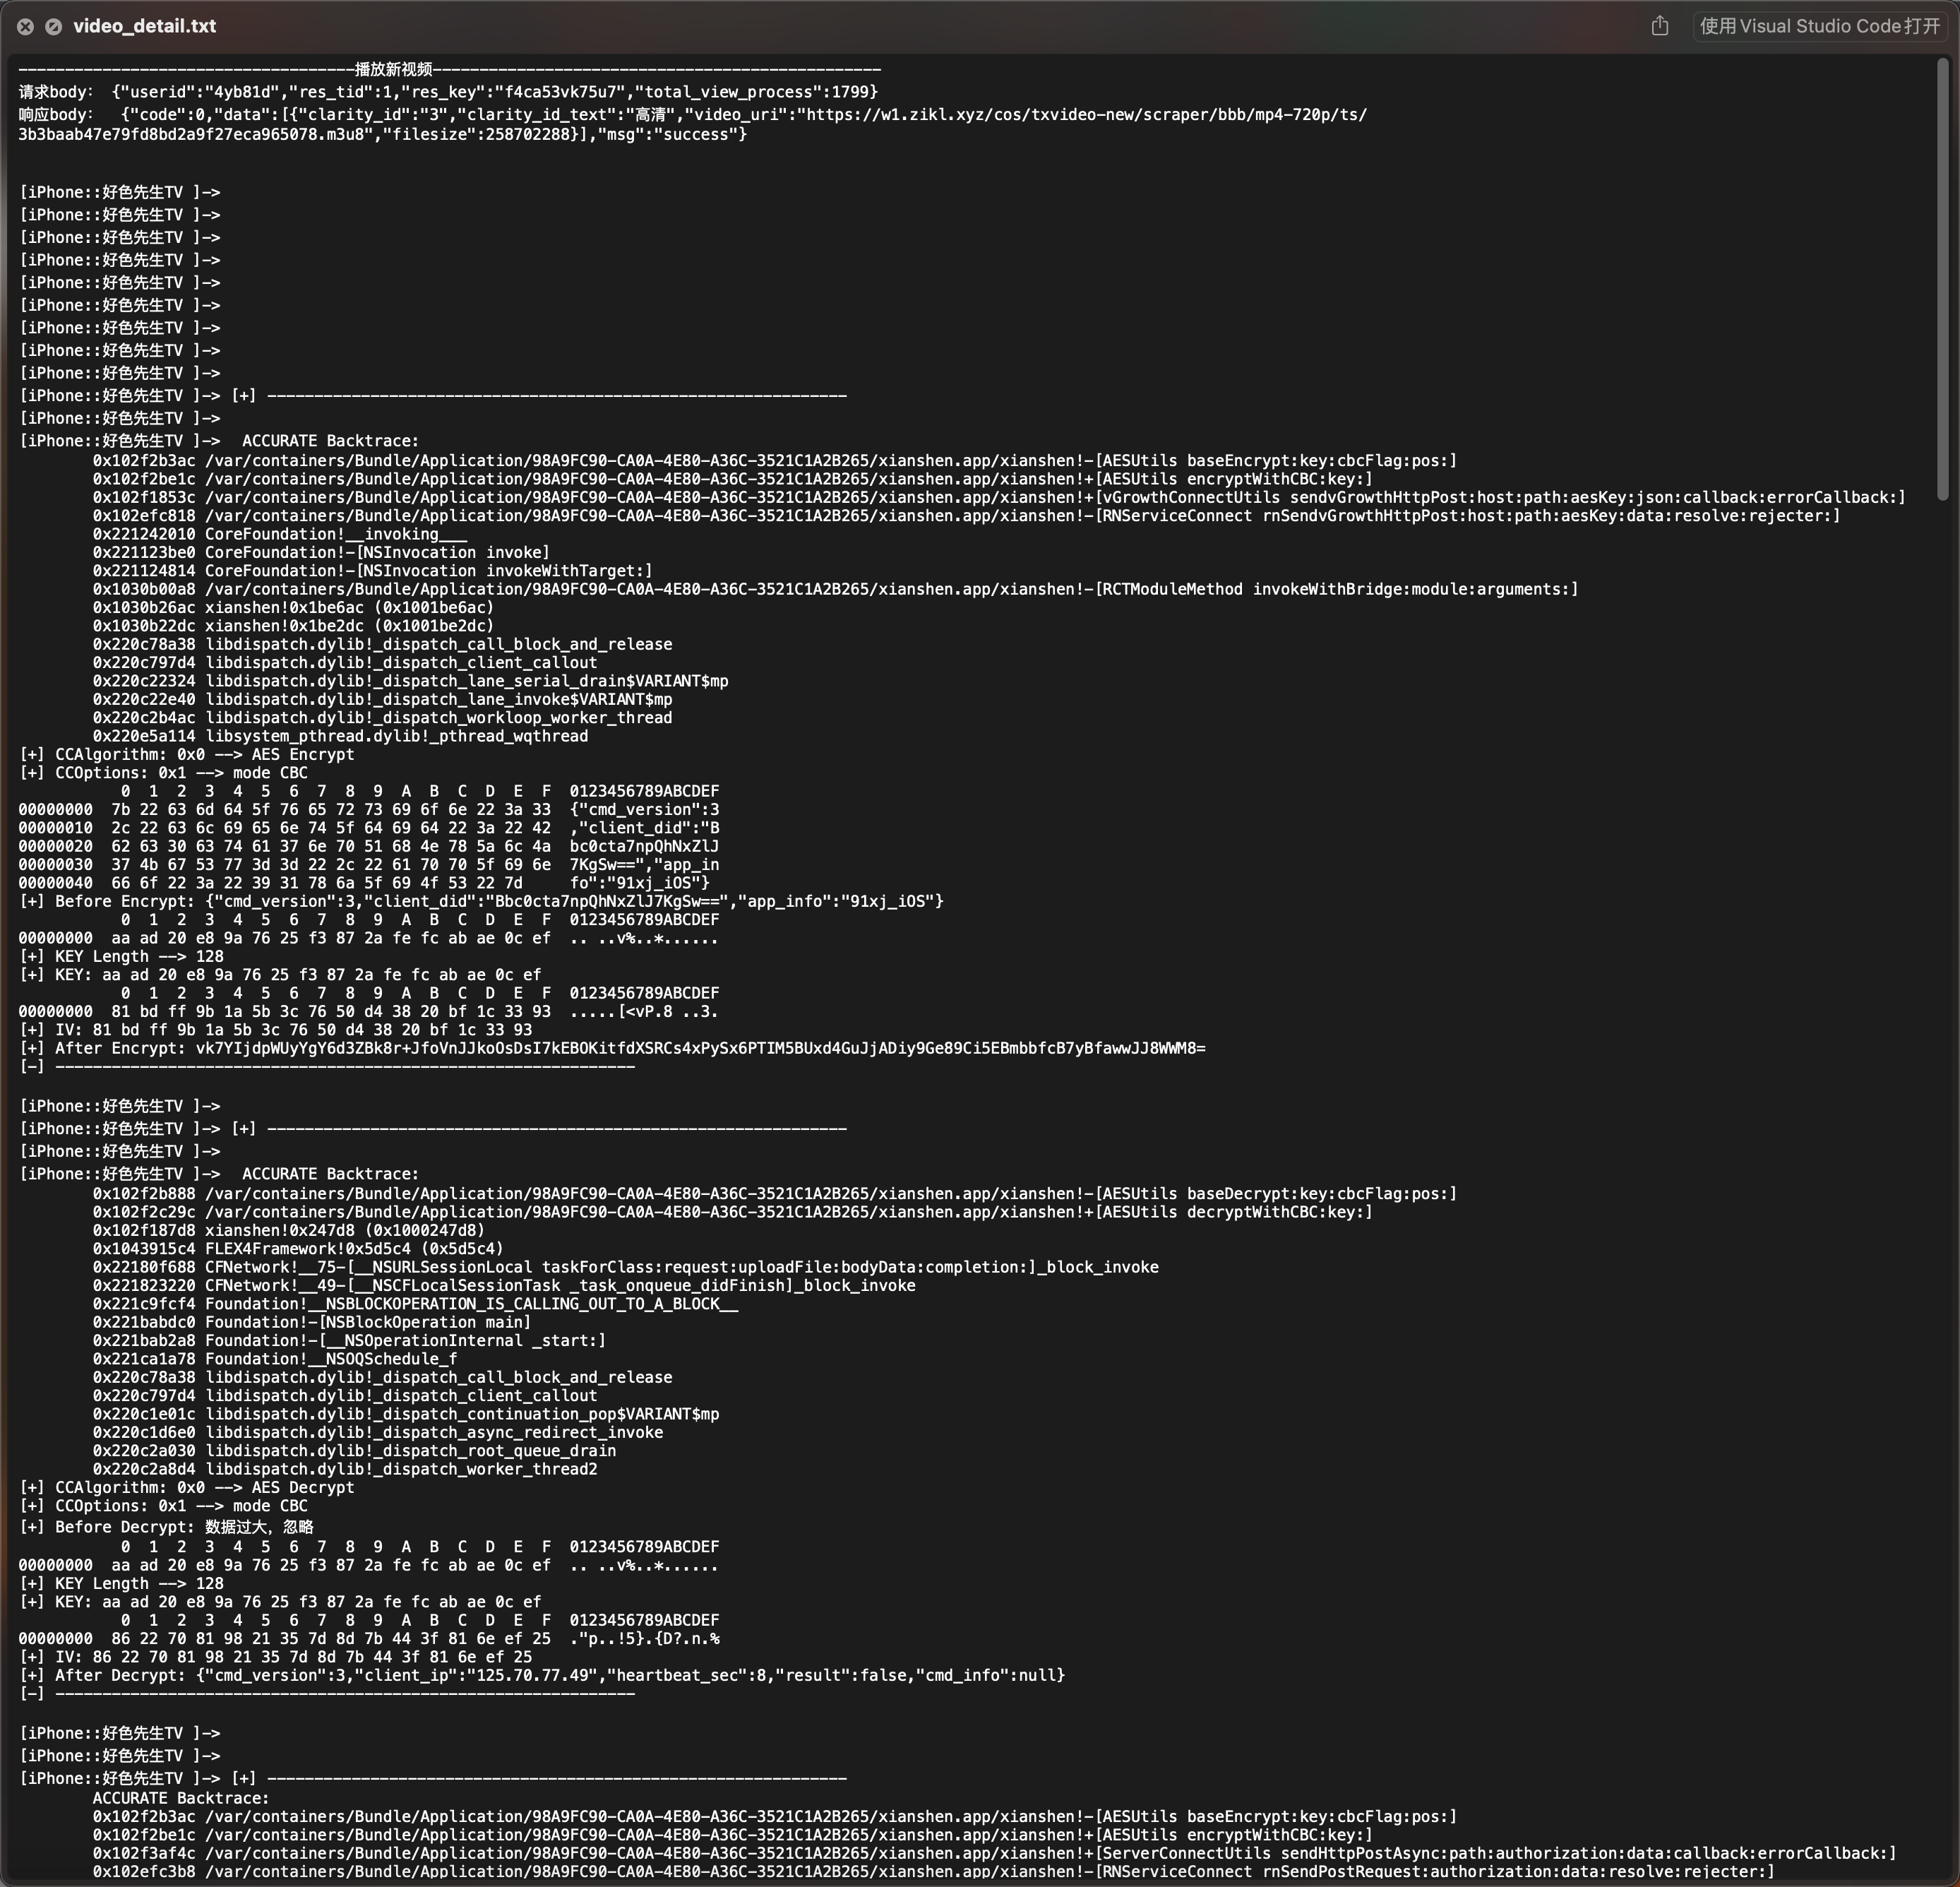 video_detail.txt
使用Visual Studio Code打开
------------------------------------播放新视频------------------------------------------------
请求body: {"userid":"4yb81d","res_tid":1,"res_key":"f4ca53vk75u7","total_view_process":1799}
响应body: {"code":0,"data":[{"clarity_id":"3","clarity_id_text":"高清","video_uri":"https://w1.zikl.xyz/cos/txvideo-new/scraper/bbb/mp4-720p/ts/
3b3baab47e79fd8bd2a9f27eca965078.m3u8","filesize":258702288}],"msg":"success"}
[iPhone::好色先生TV ]->
[iPhone::好色先生TV ]->
[iPhone::好色先生TV ]->
[iPhone::好色先生TV ]->
[iPhone::好色先生TV ]->
[iPhone::好色先生TV ]->
[iPhone::好色先生TV ]->
[iPhone::好色先生TV ]->
[iPhone::好色先生TV ]->
[iPhone::好色先生TV ]-> [+] --------------------------------------------------------------
[iPhone::好色先生TV ]->
[iPhone::好色先生TV ]->  ACCURATE Backtrace:
0x102f2b3ac /var/containers/Bundle/Application/98A9FC90-CA0A-4E80-A36C-3521C1A2B265/xianshen.app/xianshen!-[AESUtils baseEncrypt:key:cbcFlag:pos:]
0x102f2be1c /var/containers/Bundle/Application/98A9FC90-CA0A-4E80-A36C-3521C1A2B265/xianshen.app/xianshen!+[AESUtils encryptWithCBC:key:]
0x102f1853c /var/containers/Bundle/Application/98A9FC90-CA0A-4E80-A36C-3521C1A2B265/xianshen.app/xianshen!+[vGrowthConnectUtils sendvGrowthHttpPost:host:path:aesKey:json:callback:errorCallback:]
0x102efc818 /var/containers/Bundle/Application/98A9FC90-CA0A-4E80-A36C-3521C1A2B265/xianshen.app/xianshen!-[RNServiceConnect rnSendvGrowthHttpPost:host:path:aesKey:data:resolve:rejecter:]
0x221242010 CoreFoundation!__invoking___
0x221123be0 CoreFoundation!-[NSInvocation invoke]
0x221124814 CoreFoundation!-[NSInvocation invokeWithTarget:]
0x1030b00a8 /var/containers/Bundle/Application/98A9FC90-CA0A-4E80-A36C-3521C1A2B265/xianshen.app/xianshen!-[RCTModuleMethod invokeWithBridge:module:arguments:]
0x1030b26ac xianshen!0x1be6ac (0x1001be6ac)
0x1030b22dc xianshen!0x1be2dc (0x1001be2dc)
0x220c78a38 libdispatch.dylib!_dispatch_call_block_and_release
0x220c797d4 libdispatch.dylib!_dispatch_client_callout
0x220c22324 libdispatch.dylib!_dispatch_lane_serial_drain$VARIANT$mp
0x220c22e40 libdispatch.dylib!_dispatch_lane_invoke$VARIANT$mp
0x220c2b4ac libdispatch.dylib!_dispatch_workloop_worker_thread
0x220e5a114 libsystem_pthread.dylib!_pthread_wqthread
[+] CCAlgorithm: 0x0 --> AES Encrypt
[+] CCOptions: 0x1 --> mode CBC
0  1  2  3  4  5  6  7  8  9  A  B  C  D  E  F  0123456789ABCDEF
00000000  7b 22 63 6d 64 5f 76 65 72 73 69 6f 6e 22 3a 33  {"cmd_version":3
00000010  2c 22 63 6c 69 65 6e 74 5f 64 69 64 22 3a 22 42  ,"client_did":"B
00000020  62 63 30 63 74 61 37 6e 70 51 68 4e 78 5a 6c 4a  bc0cta7npQhNxZlJ
00000030  37 4b 67 53 77 3d 3d 22 2c 22 61 70 70 5f 69 6e  7KgSw==","app_in
00000040  66 6f 22 3a 22 39 31 78 6a 5f 69 4f 53 22 7d     fo":"91xj_iOS"}
[+] Before Encrypt: {"cmd_version":3,"client_did":"Bbc0cta7npQhNxZlJ7KgSw==","app_info":"91xj_iOS"}
0  1  2  3  4  5  6  7  8  9  A  B  C  D  E  F  0123456789ABCDEF
00000000  aa ad 20 e8 9a 76 25 f3 87 2a fe fc ab ae 0c ef  .. ..v%..*......
[+] KEY Length --> 128
[+] KEY: aa ad 20 e8 9a 76 25 f3 87 2a fe fc ab ae 0c ef
0  1  2  3  4  5  6  7  8  9  A  B  C  D  E  F  0123456789ABCDEF
00000000  81 bd ff 9b 1a 5b 3c 76 50 d4 38 20 bf 1c 33 93  .....[<vP.8 ..3.
[+] IV: 81 bd ff 9b 1a 5b 3c 76 50 d4 38 20 bf 1c 33 93
[+] After Encrypt: vk7YIjdpWUyYgY6d3ZBk8r+JfoVnJJkoOsDsI7kEBOKitfdXSRCs4xPySx6PTIM5BUxd4GuJjADiy9Ge89Ci5EBmbbfcB7yBfawwJJ8WWM8=
[-] --------------------------------------------------------------
[iPhone::好色先生TV ]->
[iPhone::好色先生TV ]-> [+] --------------------------------------------------------------
[iPhone::好色先生TV ]->
[iPhone::好色先生TV ]->  ACCURATE Backtrace:
0x102f2b888 /var/containers/Bundle/Application/98A9FC90-CA0A-4E80-A36C-3521C1A2B265/xianshen.app/xianshen!-[AESUtils baseDecrypt:key:cbcFlag:pos:]
0x102f2c29c /var/containers/Bundle/Application/98A9FC90-CA0A-4E80-A36C-3521C1A2B265/xianshen.app/xianshen!+[AESUtils decryptWithCBC:key:]
0x102f187d8 xianshen!0x247d8 (0x1000247d8)
0x1043915c4 FLEX4Framework!0x5d5c4 (0x5d5c4)
0x22180f688 CFNetwork!__75-[__NSURLSessionLocal taskForClass:request:uploadFile:bodyData:completion:]_block_invoke
0x221823220 CFNetwork!__49-[__NSCFLocalSessionTask _task_onqueue_didFinish]_block_invoke
0x221c9fcf4 Foundation!__NSBLOCKOPERATION_IS_CALLING_OUT_TO_A_BLOCK__
0x221babdc0 Foundation!-[NSBlockOperation main]
0x221bab2a8 Foundation!-[__NSOperationInternal _start:]
0x221ca1a78 Foundation!__NSOQSchedule_f
0x220c78a38 libdispatch.dylib!_dispatch_call_block_and_release
0x220c797d4 libdispatch.dylib!_dispatch_client_callout
0x220c1e01c libdispatch.dylib!_dispatch_continuation_pop$VARIANT$mp
0x220c1d6e0 libdispatch.dylib!_dispatch_async_redirect_invoke
0x220c2a030 libdispatch.dylib!_dispatch_root_queue_drain
0x220c2a8d4 libdispatch.dylib!_dispatch_worker_thread2
[+] CCAlgorithm: 0x0 --> AES Decrypt
[+] CCOptions: 0x1 --> mode CBC
[+] Before Decrypt: 数据过大，忽略
0  1  2  3  4  5  6  7  8  9  A  B  C  D  E  F  0123456789ABCDEF
00000000  aa ad 20 e8 9a 76 25 f3 87 2a fe fc ab ae 0c ef  .. ..v%..*......
[+] KEY Length --> 128
[+] KEY: aa ad 20 e8 9a 76 25 f3 87 2a fe fc ab ae 0c ef
0  1  2  3  4  5  6  7  8  9  A  B  C  D  E  F  0123456789ABCDEF
00000000  86 22 70 81 98 21 35 7d 8d 7b 44 3f 81 6e ef 25  ."p..!5}.{D?.n.%
[+] IV: 86 22 70 81 98 21 35 7d 8d 7b 44 3f 81 6e ef 25
[+] After Decrypt: {"cmd_version":3,"client_ip":"125.70.77.49","heartbeat_sec":8,"result":false,"cmd_info":null}
[-] --------------------------------------------------------------
[iPhone::好色先生TV ]->
[iPhone::好色先生TV ]->
[iPhone::好色先生TV ]-> [+] --------------------------------------------------------------
ACCURATE Backtrace:
0x102f2b3ac /var/containers/Bundle/Application/98A9FC90-CA0A-4E80-A36C-3521C1A2B265/xianshen.app/xianshen!-[AESUtils baseEncrypt:key:cbcFlag:pos:]
0x102f2be1c /var/containers/Bundle/Application/98A9FC90-CA0A-4E80-A36C-3521C1A2B265/xianshen.app/xianshen!+[AESUtils encryptWithCBC:key:]
0x102f3af4c /var/containers/Bundle/Application/98A9FC90-CA0A-4E80-A36C-3521C1A2B265/xianshen.app/xianshen!+[ServerConnectUtils sendHttpPostAsync:path:authorization:data:callback:errorCallback:]
0x102efc3b8 /var/containers/Bundle/Application/98A9FC90-CA0A-4E80-A36C-3521C1A2B265/xianshen.app/xianshen!-[RNServiceConnect rnSendPostRequest:authorization:data:resolve:rejecter:]